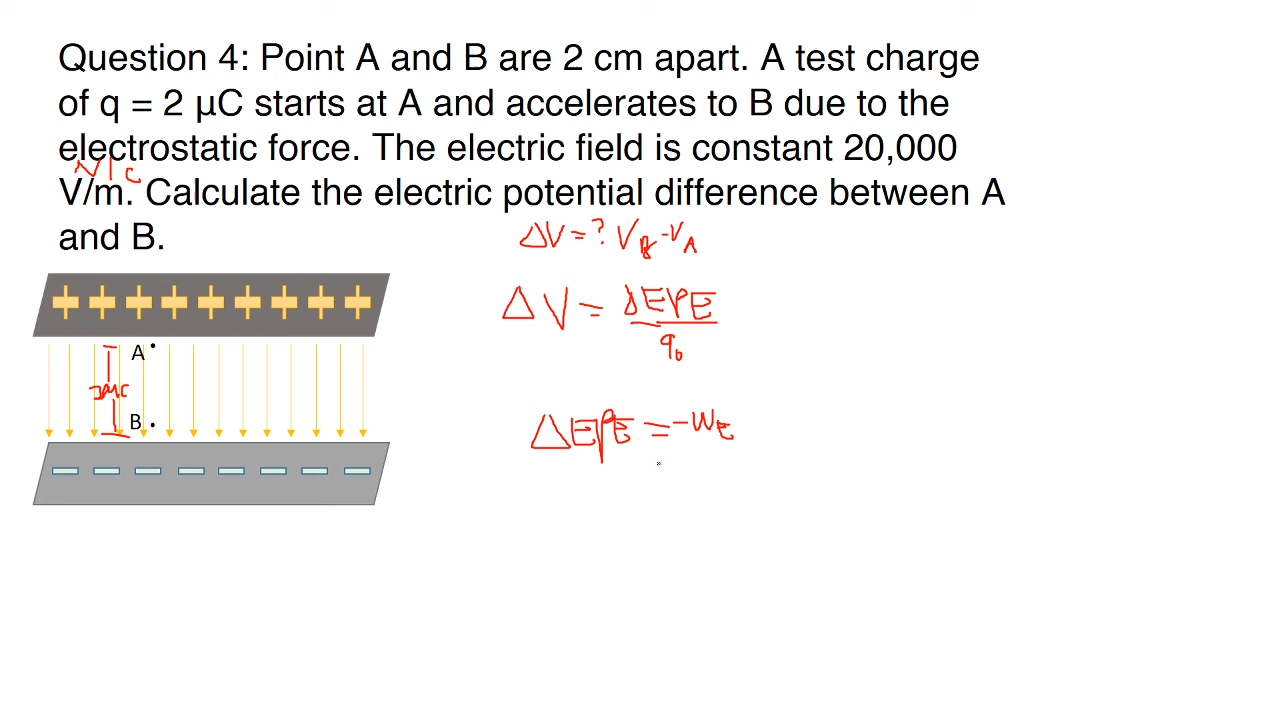 Question 4: Point A and B are 2 cm apart. A test charge
of q = 2 µC starts at A and accelerates to B due to the
electrostatic force. The electric field is constant 20,000
N/C
V/m. Calculate the electric potential difference between A
and B.
ΔV = ? V_B - V_A
ΔV = ΔEPE / q₀
A
B
ΔEPE = -W_E